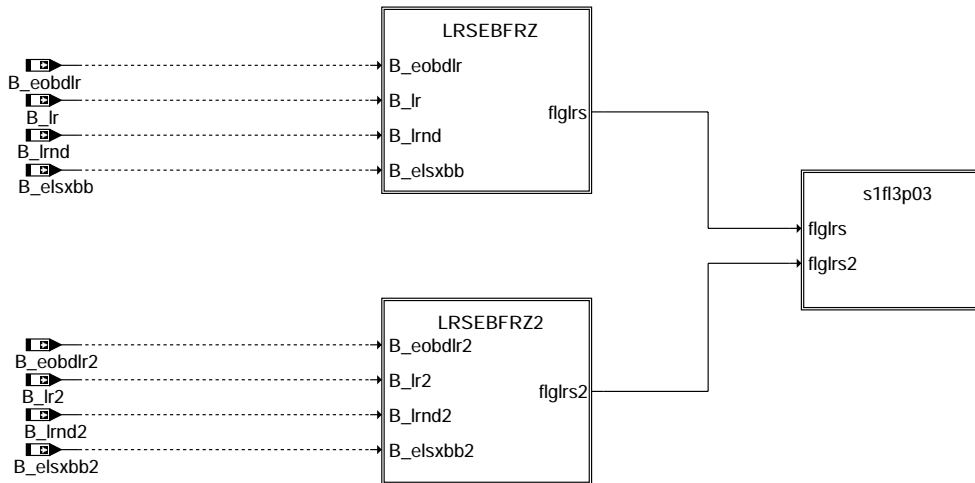 LRSEBFRZ
B_eobdlr
B_eobdlr
B_lr
B_lr
flglrs
B_lrnd
B_lrnd
B_elsxbb
B_elsxbb
s1fl3p03
flglrs
flglrs2
LRSEBFRZ2
B_eobdlr2
B_eobdlr2
B_lr2
B_lr2
flglrs2
B_lrnd2
B_lrnd2
B_elsxbb2
B_elsxbb2